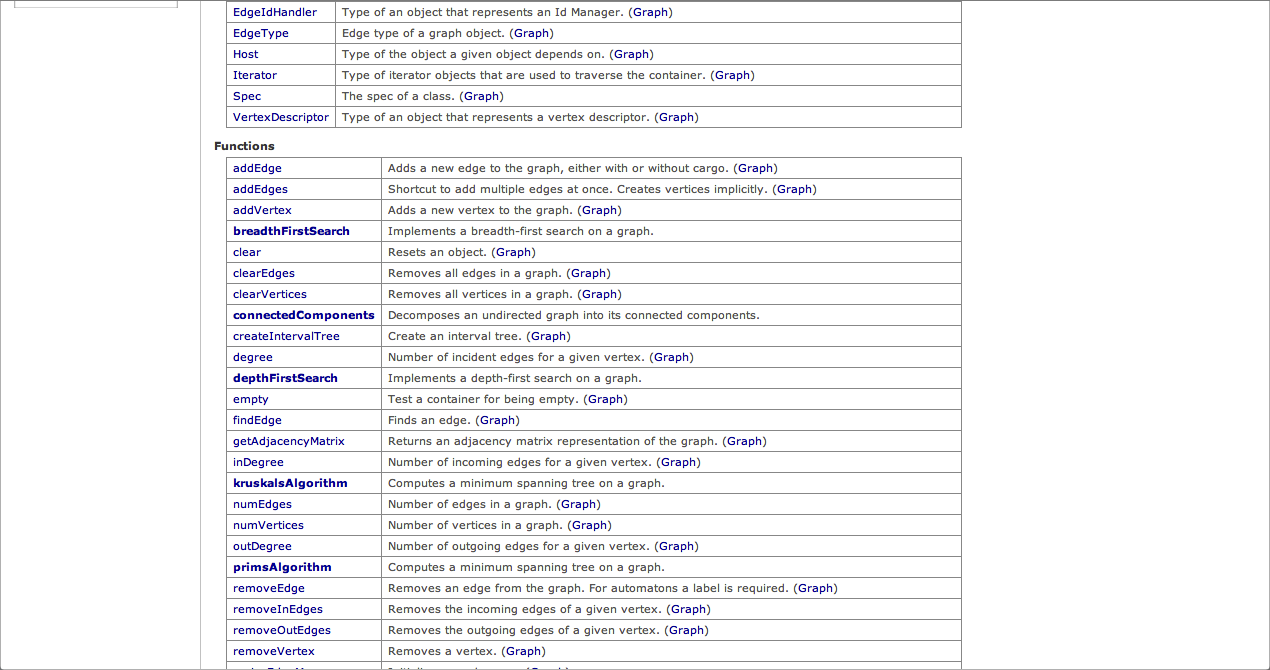 EdgeIdHandler Type of an object that represents an Id Manager. (Graph)
EdgeType Edge type of a graph object. (Graph)
Host Type of the object a given object depends on. (Graph)
Iterator Type of iterator objects that are used to traverse the container. (Graph)
Spec The spec of a class. (Graph)
VertexDescriptor Type of an object that represents a vertex descriptor. (Graph)
Functions
addEdge Adds a new edge to the graph, either with or without cargo. (Graph)
addEdges Shortcut to add multiple edges at once. Creates vertices implicitly. (Graph)
addVertex Adds a new vertex to the graph. (Graph)
breadthFirstSearch Implements a breadth-first search on a graph.
clear Resets an object. (Graph)
clearEdges Removes all edges in a graph. (Graph)
clearVertices Removes all vertices in a graph. (Graph)
connectedComponents Decomposes an undirected graph into its connected components.
createIntervalTree Create an interval tree. (Graph)
degree Number of incident edges for a given vertex. (Graph)
depthFirstSearch Implements a depth-first search on a graph.
empty Test a container for being empty. (Graph)
findEdge Finds an edge. (Graph)
getAdjacencyMatrix Returns an adjacency matrix representation of the graph. (Graph)
inDegree Number of incoming edges for a given vertex. (Graph)
kruskalsAlgorithm Computes a minimum spanning tree on a graph.
numEdges Number of edges in a graph. (Graph)
numVertices Number of vertices in a graph. (Graph)
outDegree Number of outgoing edges for a given vertex. (Graph)
primsAlgorithm Computes a minimum spanning tree on a graph.
removeEdge Removes an edge from the graph. For automatons a label is required. (Graph)
removeInEdges Removes the incoming edges of a given vertex. (Graph)
removeOutEdges Removes the outgoing edges of a given vertex. (Graph)
removeVertex Removes a vertex. (Graph)